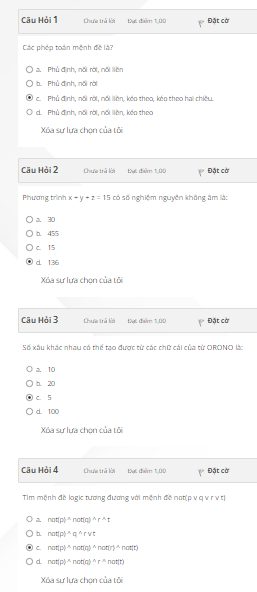 Câu Hỏi 1 Chưa trả lời Đạt điểm 1,00 Đặt cờ
Các phép toán mệnh đề là?
a. Phủ định, nối rời, nối liền
b. Phủ định, nối rời
c. Phủ định, nối rời, nối liền, kéo theo, kéo theo hai chiều.
d. Phủ định, nối rời, nối liền, kéo theo
Xóa sự lựa chọn của tôi
Câu Hỏi 2 Chưa trả lời Đạt điểm 1,00 Đặt cờ
Phương trình x + y + z = 15 có số nghiệm nguyên không âm là:
a. 30
b. 455
c. 15
d. 136
Xóa sự lựa chọn của tôi
Câu Hỏi 3 Chưa trả lời Đạt điểm 1,00 Đặt cờ
Số xâu khác nhau có thể tạo được từ các chữ cái của từ ORONO là:
a. 10
b. 20
c. 5
d. 100
Xóa sự lựa chọn của tôi
Câu Hỏi 4 Chưa trả lời Đạt điểm 1,00 Đặt cờ
Tìm mệnh đề logic tương đương với mệnh đề not(p v q v r v t)
a. not(p) ^ not(q) ^ r ^ t
b. not(p) ^ q ^ r v t
c. not(p) ^ not(q) ^ not(r) ^ not(t)
d. not(p) ^ not(q) ^ r ^ not(t)
Xóa sự lựa chọn của tôi